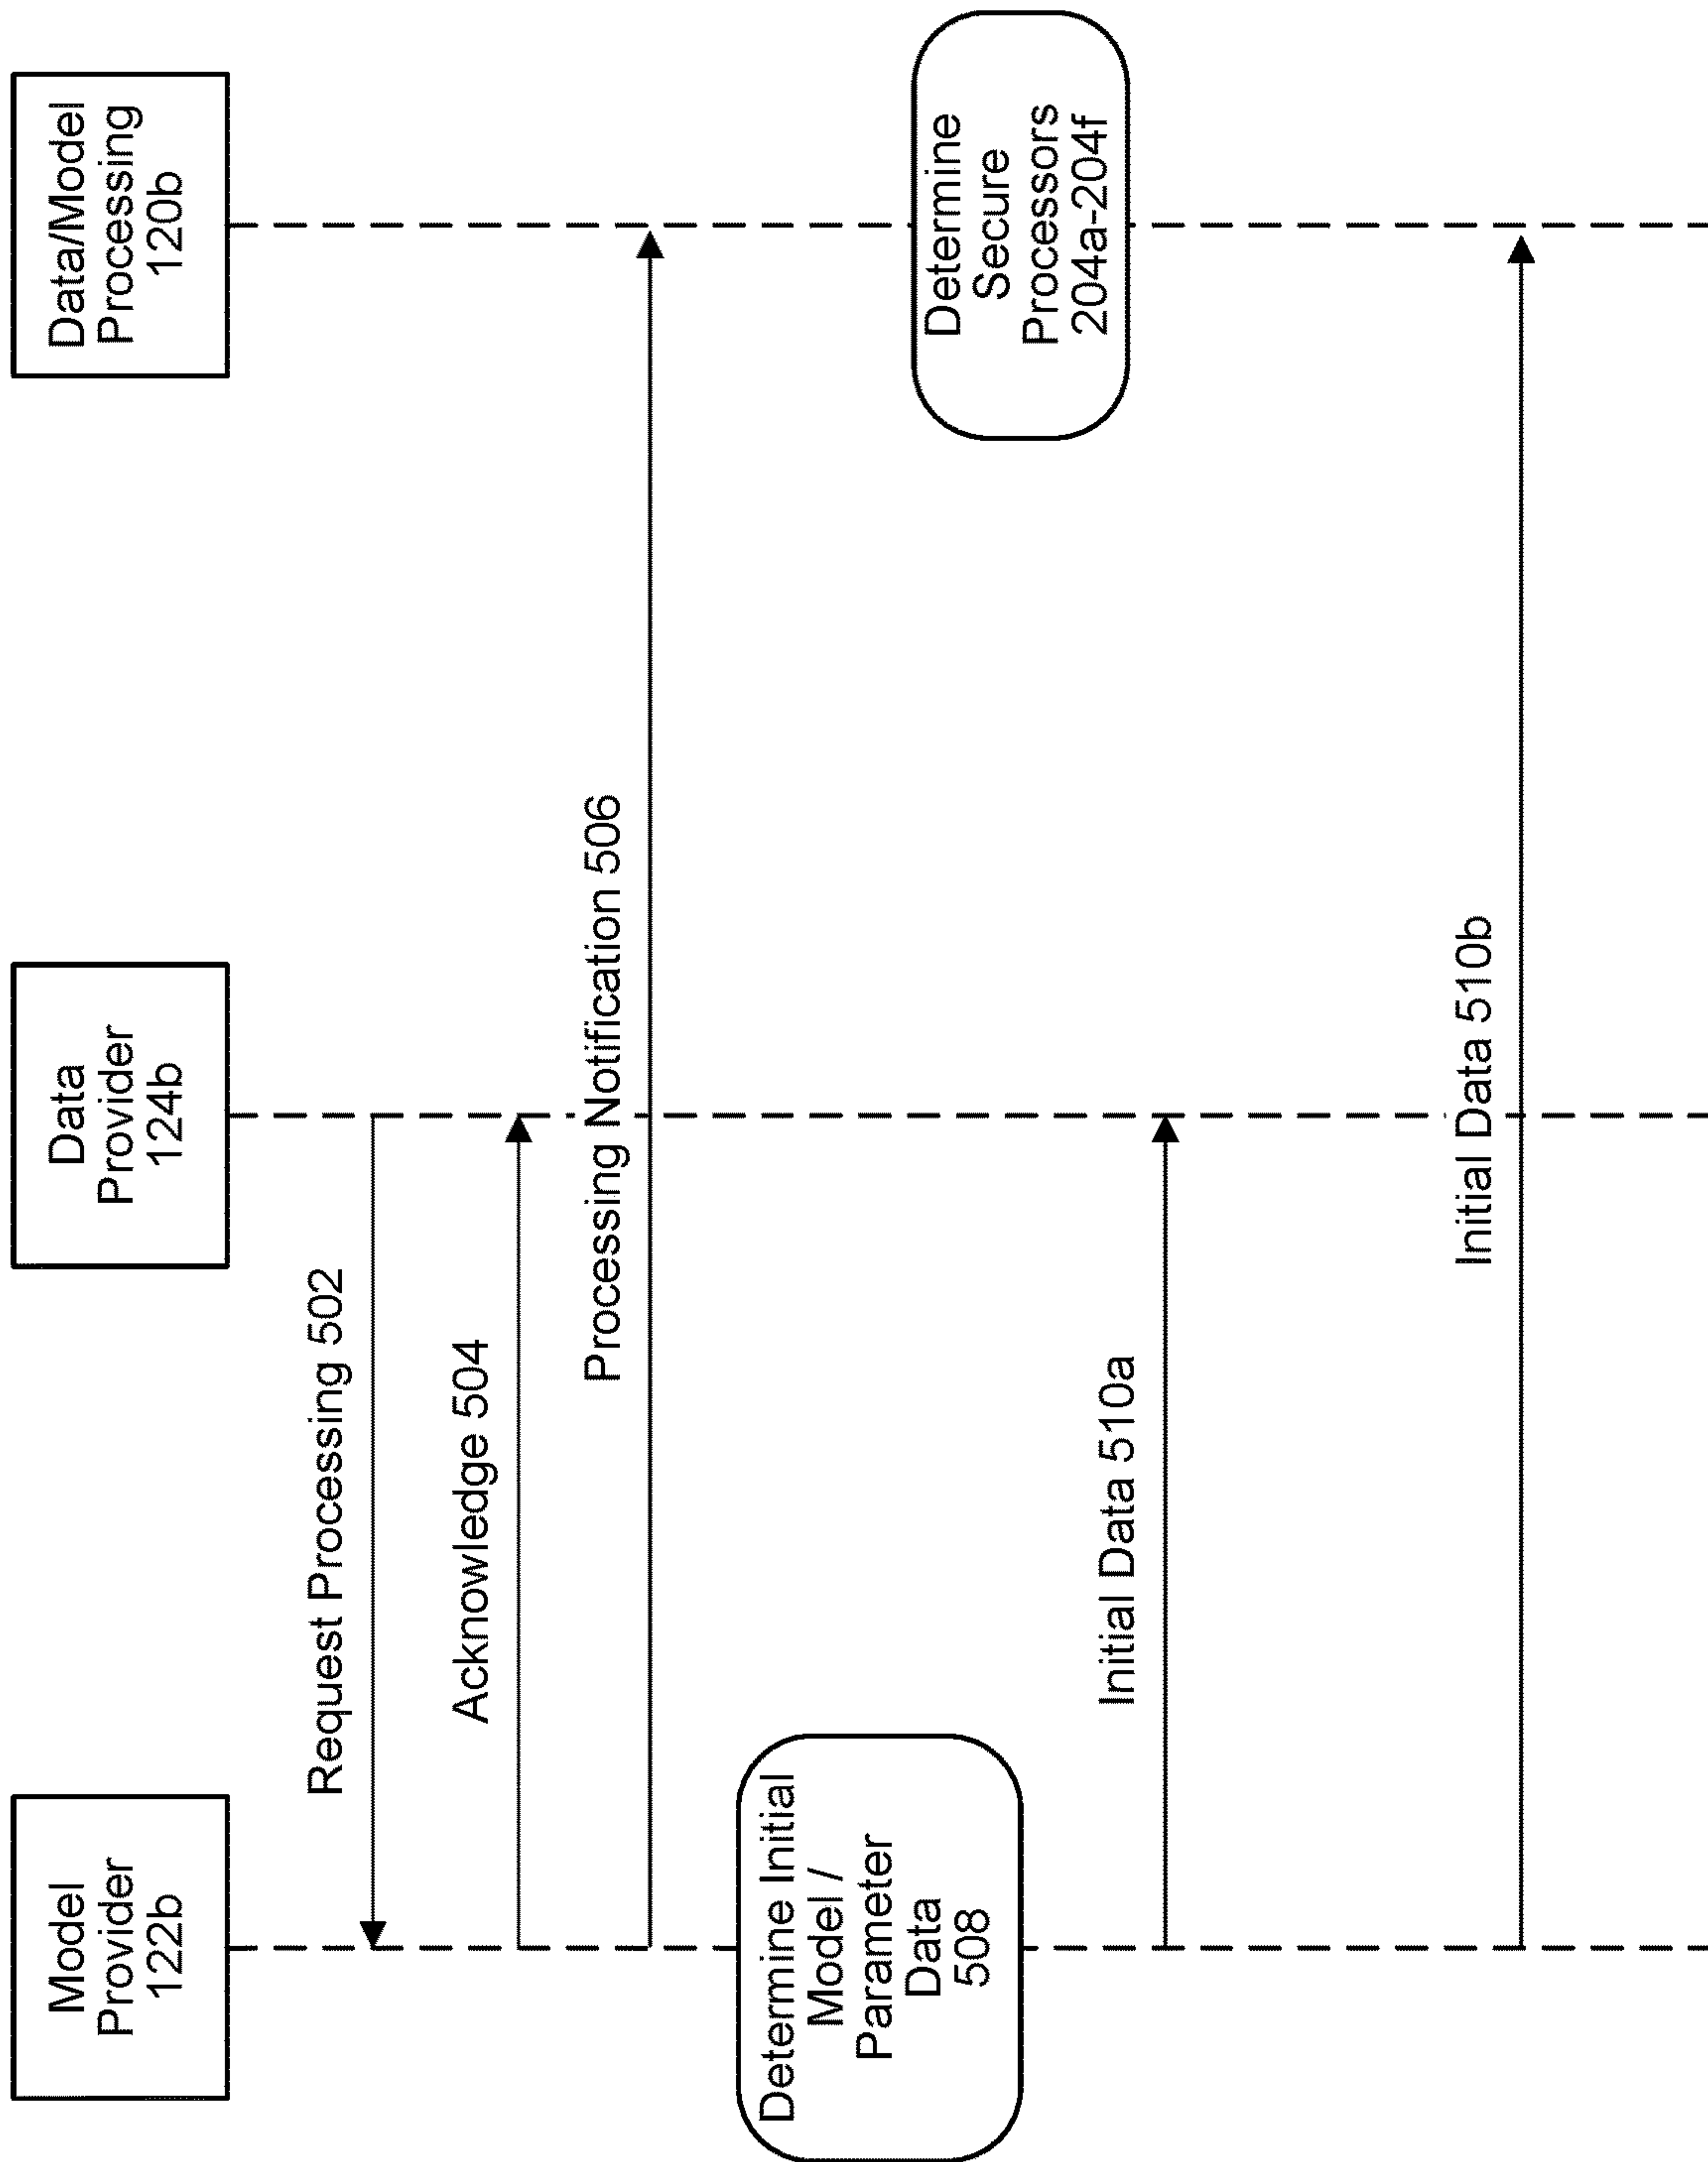 Model
Provider
122b
Data
Provider
124b
Data/Model
Processing
120b
Request Processing 502
Acknowledge 504
Processing Notification 506
Determine Initial
Model /
Parameter
Data
508
Determine
Secure
Processors
204a-204f
Initial Data 510a
Initial Data 510b